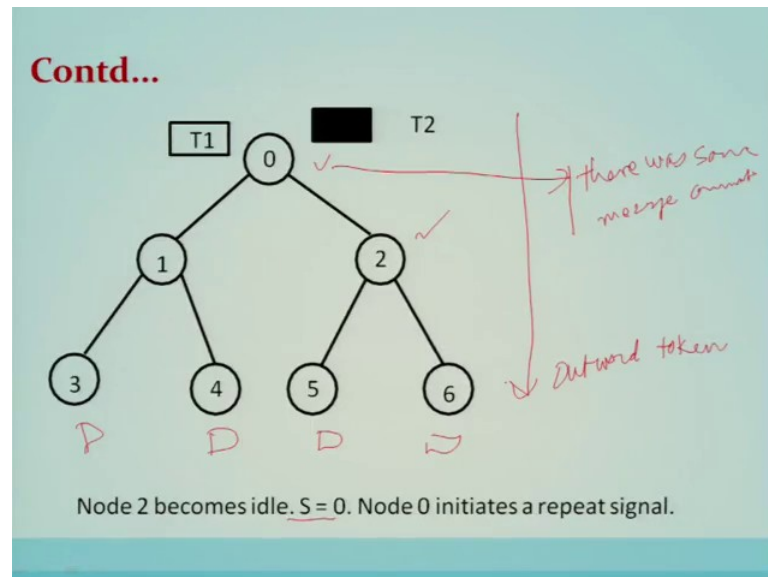 Contd...
T1
T2
0
there was some
1
2
Outword token
3
4
5
6
D
D
D
Node 2 becomes idle. S = 0. Node 0 initiates a repeat signal.